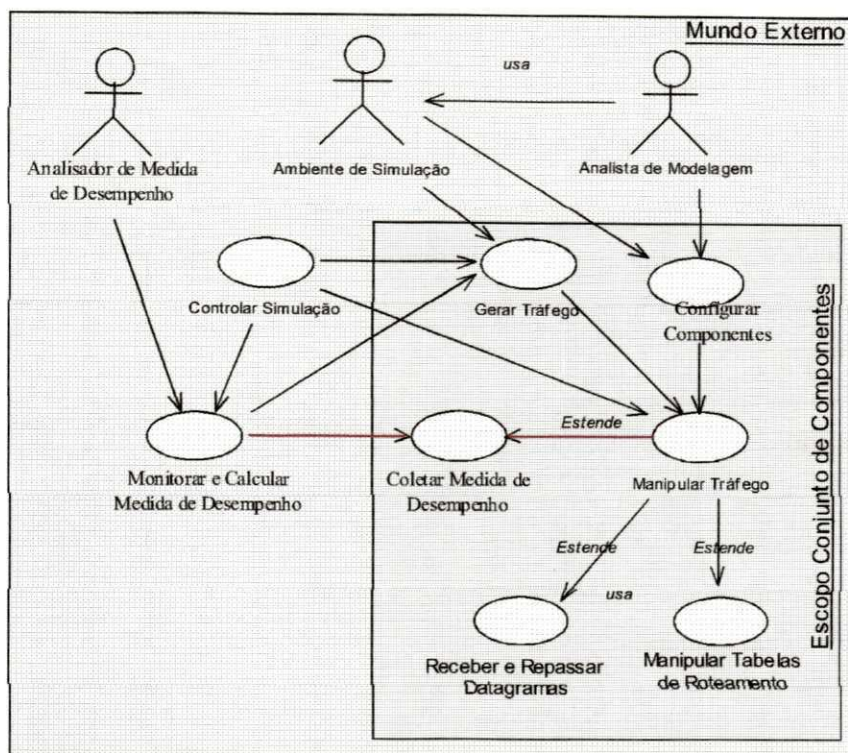 Mundo Externo
usa
Analisador de Medida
de Desempenho
Ambiente de Simulação
Analista de Modelagem
Controlar Simulação
Gerar Tráfego
Configurar
Componentes
Estende
Monitorar e Calcular
Medida de Desempenho
Coletar Medida de
Desempenho
Manipular Tráfego
Escopo Conjunto de Componentes
Estende
Estende
usa
Receber e Repassar
Datagramas
Manipular Tabelas
de Roteamento